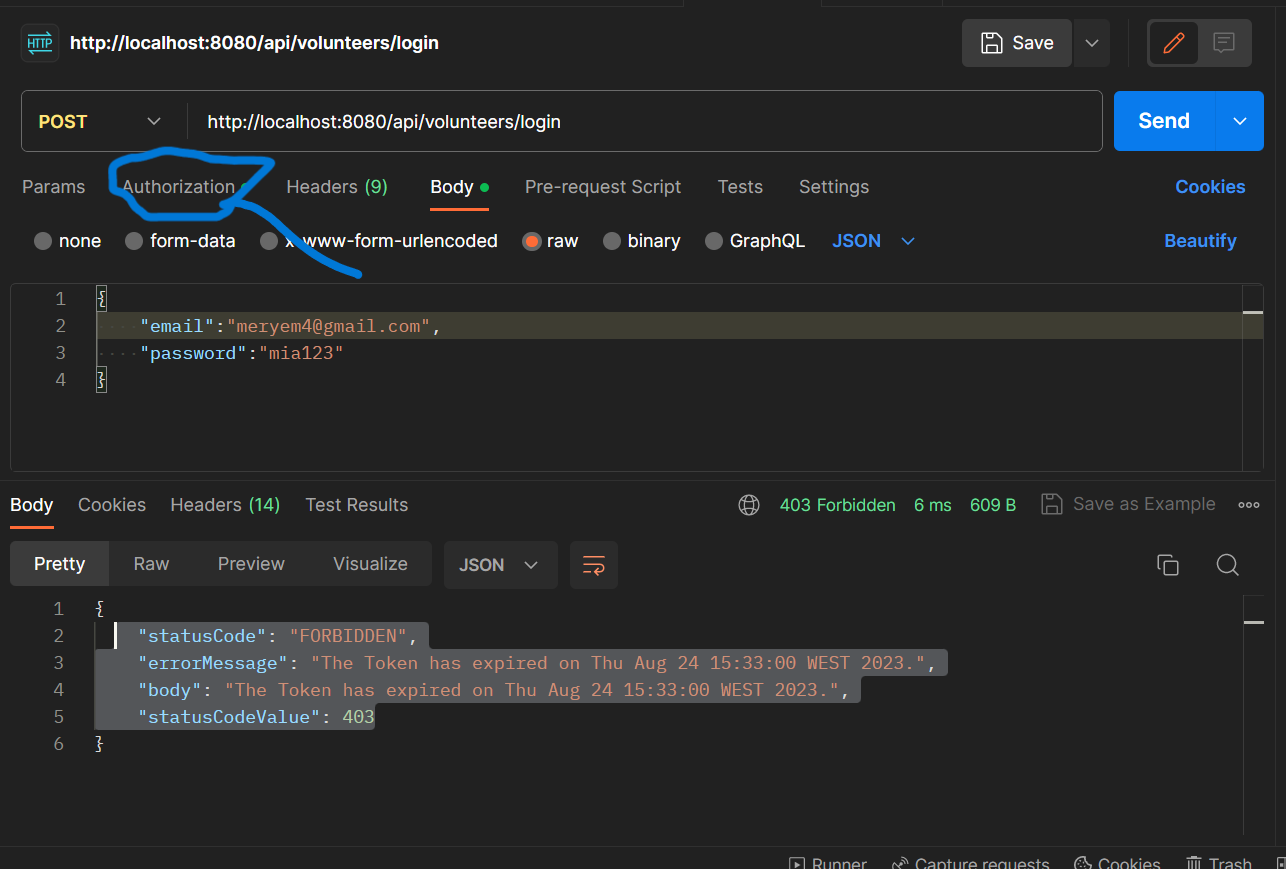 HTTP http://localhost:8080/api/volunteers/login Save
POST http://localhost:8080/api/volunteers/login Send
Params Authorization Headers (9) Body Pre-request Script Tests Settings Cookies
none form-data x-www-form-urlencoded raw binary GraphQL JSON Beautify
1 {
2 "email":"meryem4@gmail.com",
3 "password":"mia123"
4 }
Body Cookies Headers (14) Test Results 403 Forbidden 6 ms 609 B Save as Example
Pretty Raw Preview Visualize JSON
1 {
2 "statusCode": "FORBIDDEN",
3 "errorMessage": "The Token has expired on Thu Aug 24 15:33:00 WEST 2023.",
4 "body": "The Token has expired on Thu Aug 24 15:33:00 WEST 2023.",
5 "statusCodeValue": 403
6 }
Runner Capture requests Cookies Trash